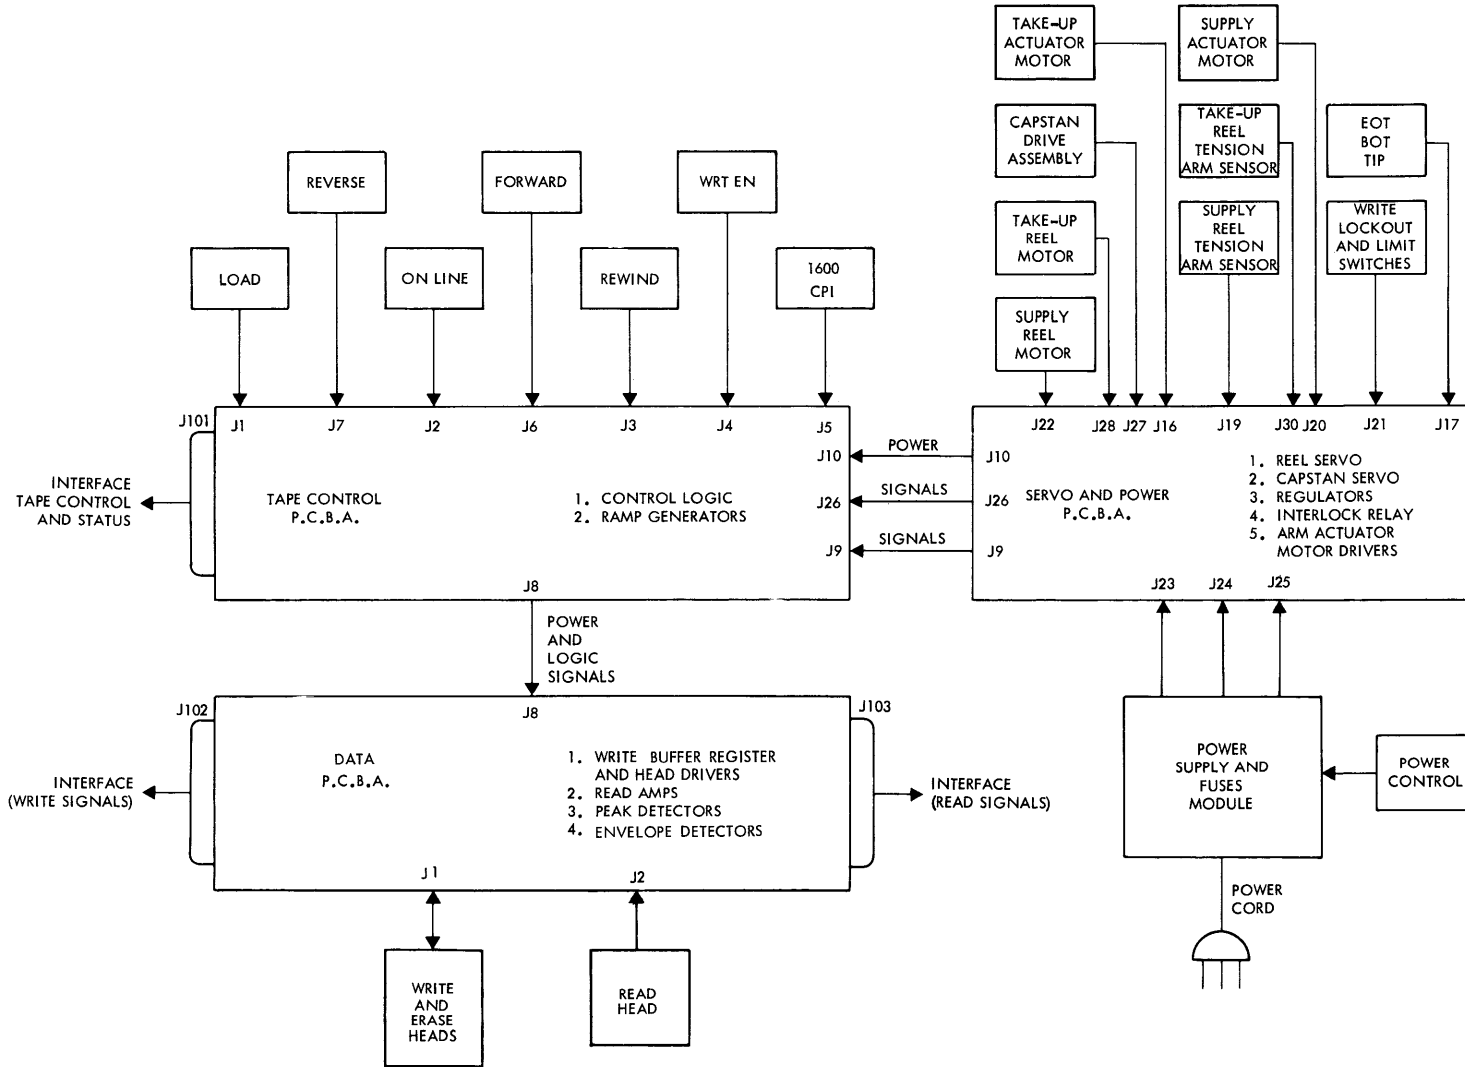 TAKE-UP
ACTUATOR
MOTOR
SUPPLY
ACTUATOR
MOTOR
CAPSTAN
DRIVE
ASSEMBLY
TAKE-UP
REEL
TENSION
ARM SENSOR
EOT
BOT
TIP
REVERSE
FORWARD
WRT EN
TAKE-UP
REEL
MOTOR
SUPPLY
REEL
TENSION
ARM SENSOR
WRITE
LOCKOUT
AND LIMIT
SWITCHES
LOAD
ON LINE
REWIND
1600
CPI
SUPPLY
REEL
MOTOR
J101
J1
J7
J2
J6
J3
J4
J5
J10
J26
J9
INTERFACE
TAPE CONTROL
AND STATUS
TAPE CONTROL
P.C.B.A.
1. CONTROL LOGIC
2. RAMP GENERATORS
J8
POWER
SIGNALS
SIGNALS
J22
J28
J27
J16
J19
J30
J20
J21
J17
J10
J26
J9
SERVO AND POWER
P.C.B.A.
1. REEL SERVO
2. CAPSTAN SERVO
3. REGULATORS
4. INTERLOCK RELAY
5. ARM ACTUATOR
MOTOR DRIVERS
J23
J24
J25
POWER
AND
LOGIC
SIGNALS
J102
J8
J103
INTERFACE
(WRITE SIGNALS)
DATA
P.C.B.A.
1. WRITE BUFFER REGISTER
AND HEAD DRIVERS
2. READ AMPS
3. PEAK DETECTORS
4. ENVELOPE DETECTORS
INTERFACE
(READ SIGNALS)
J1
J2
POWER
SUPPLY AND
FUSES
MODULE
POWER
CONTROL
POWER
CORD
WRITE
AND
ERASE
HEADS
READ
HEAD